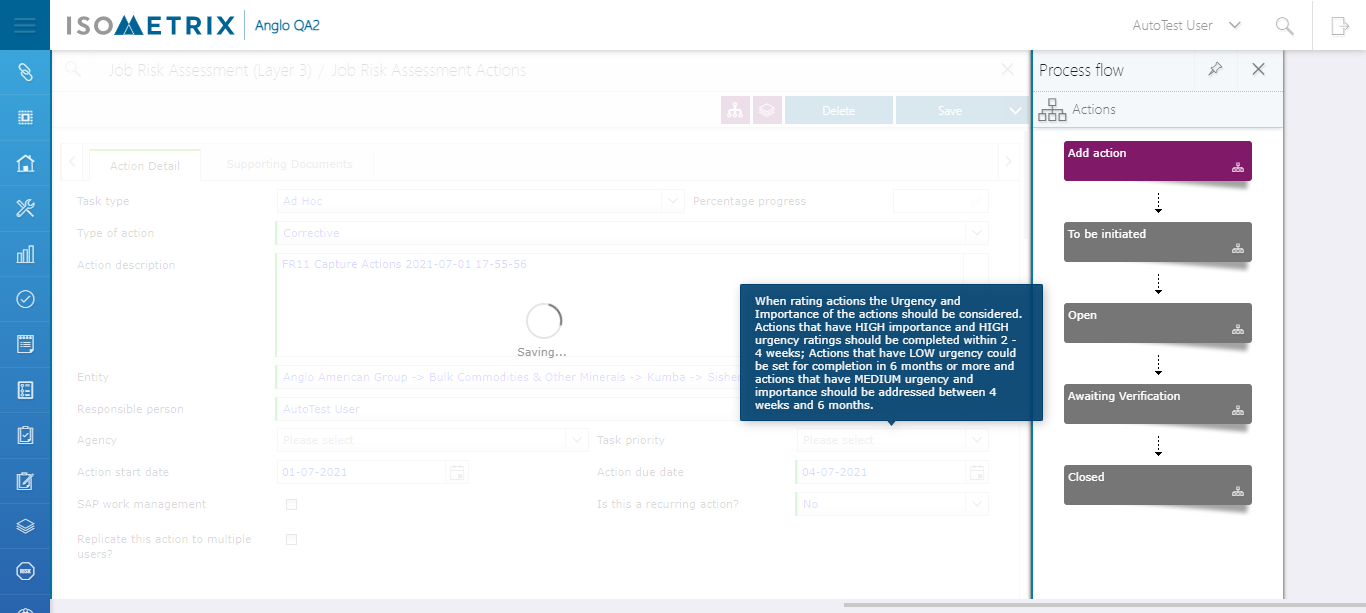 ISOMETRIX Anglo QA2 AutoTest User
Job Risk Assessment (Layer 3) / Job Risk Assessment Actions
Delete Save
Action Detail Supporting Documents
Task type Ad Hoc Percentage progress
Type of action Corrective
Action description FR11 Capture Actions 2021-07-01 17-55-56
Saving...
Entity Anglo American Group -> Bulk Commodities & Other Minerals -> Kumba -> Sishen
Responsible person AutoTest User
Agency Please select Task priority Please select
Action start date 01-07-2021 Action due date 04-07-2021
SAP work management Is this a recurring action? No
Replicate this action to multiple
users?
When rating actions the Urgency and
Importance of the actions should be considered.
Actions that have HIGH importance and HIGH
urgency ratings should be completed within 2 -
4 weeks; Actions that have LOW urgency could
be set for completion in 6 months or more and
actions that have MEDIUM urgency and
importance should be addressed between 4
weeks and 6 months.
Process flow
Actions
Add action
To be initiated
Open
Awaiting Verification
Closed